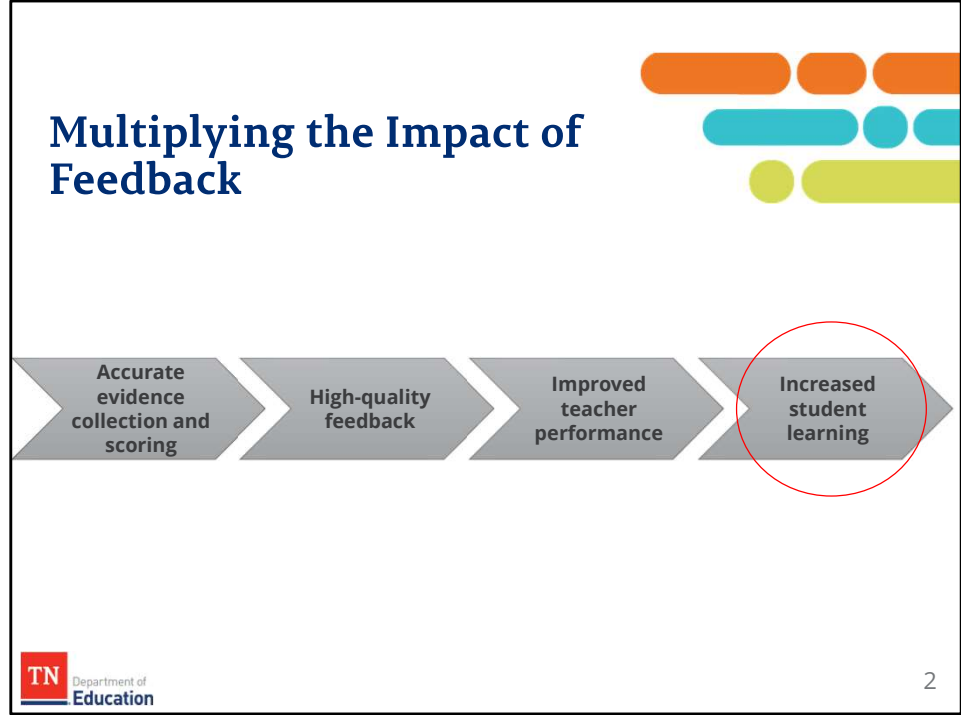 Multiplying the Impact of
Feedback
Accurate
evidence
collection and
scoring
High-quality
feedback
Improved
teacher
performance
Increased
student
learning
TN
Department of
Education
2